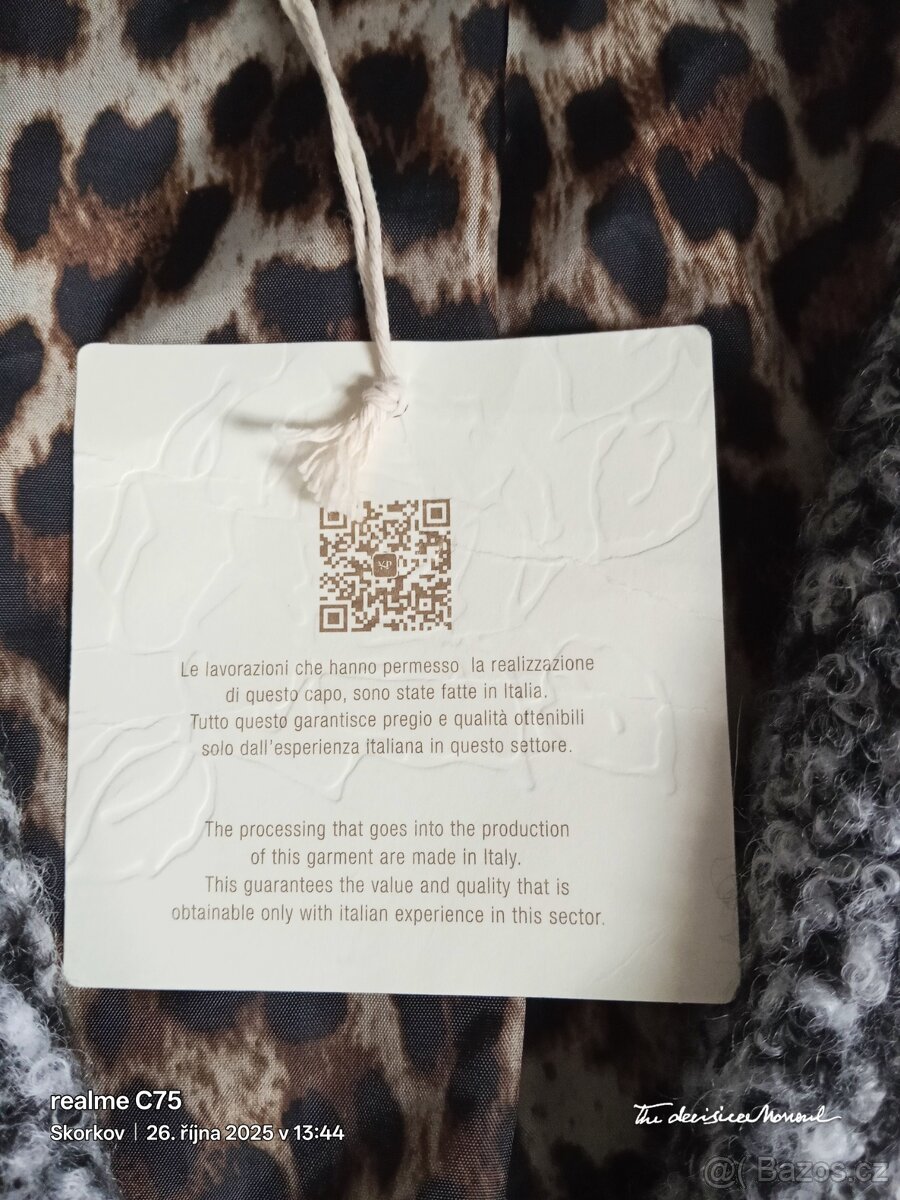 Le lavorazioni che hanno permesso la realizzazione
di questo capo, sono state fatte in Italia.
Tutto questo garantisce pregio e qualità ottenibili
solo dall'esperienza italiana in questo settore.
The processing that goes into the production
of this garment are made in Italy.
This guarantees the value and quality that is
obtainable only with italian experience in this sector.
realme C75
Skorkov | 26. října 2025 v 13:44
The decisive Moment
@( Bazos.cz